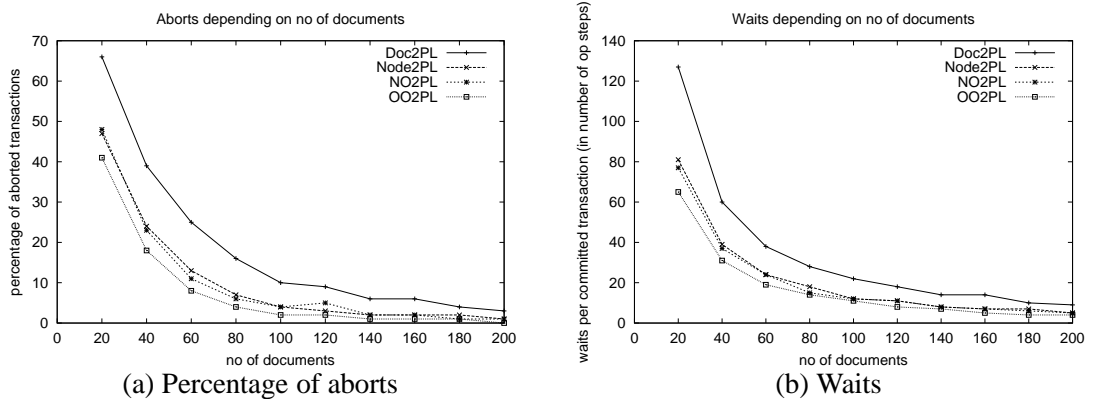 Aborts depending on no of documents
70
60
50
40
30
20
10
0
percentage of aborted transactions
Doc2PL
Node2PL
NO2PL
OO2PL
0 20 40 60 80 100 120 140 160 180 200
no of documents
(a) Percentage of aborts
Waits depending on no of documents
140
120
100
80
60
40
20
0
waits per committed transaction (in number of op steps)
Doc2PL
Node2PL
NO2PL
OO2PL
0 20 40 60 80 100 120 140 160 180 200
no of documents
(b) Waits